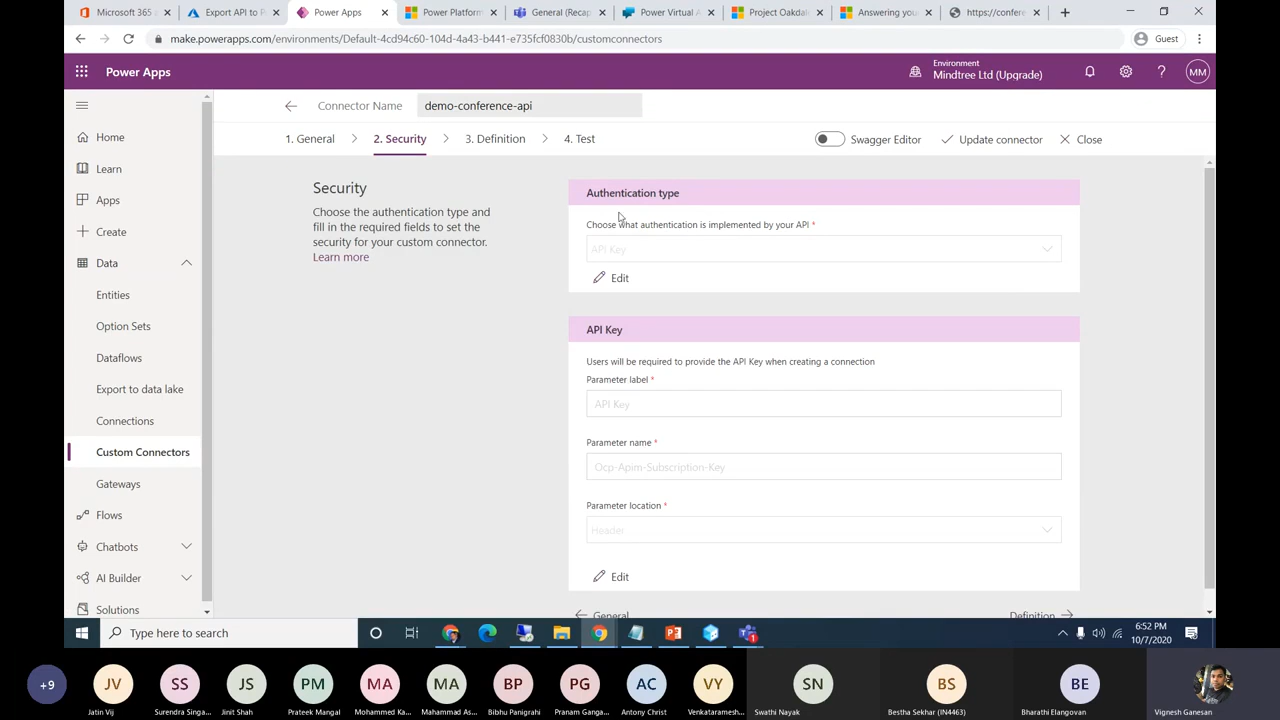 Microsoft 365 a
Export API to P
Power Apps
Power Platform
General (Recap
Power Virtual A
Project Oakdal
Answering you
https://confere
make.powerapps.com/environments/Default-4cd94c60-104d-4a43-b441-e735fcf0830b/customconnectors
Guest
Power Apps
Environment
Mindtree Ltd (Upgrade)
MM
Connector Name
demo-conference-api
1. General
2. Security
3. Definition
4. Test
Swagger Editor
Update connector
Close
Home
Learn
Apps
Create
Data
Entities
Option Sets
Dataflows
Export to data lake
Connections
Custom Connectors
Gateways
Flows
Chatbots
AI Builder
Solutions
Security
Choose the authentication type and
fill in the required fields to set the
security for your custom connector.
Learn more
Authentication type
Choose what authentication is implemented by your API *
API Key
Edit
API Key
Users will be required to provide the API Key when creating a connection
Parameter label *
API Key
Parameter name *
Ocp-Apim-Subscription-Key
Parameter location *
Header
Edit
General
Definition
Type here to search
6:52 PM
10/7/2020
+9
JV
SS
JS
PM
MA
MA
BP
PG
AC
VY
SN
BS
BE
Jatin Vij
Surendra Singa...
Jinit Shah
Prateek Mangal
Mohammed Ka...
Mahammad As...
Bibhu Panigrahi
Pranam Ganga...
Antony Christ
Venkataramesh...
Swathi Nayak
Bestha Sekhar (IN4463)
Bharathi Elangovan
Vignesh Ganesan